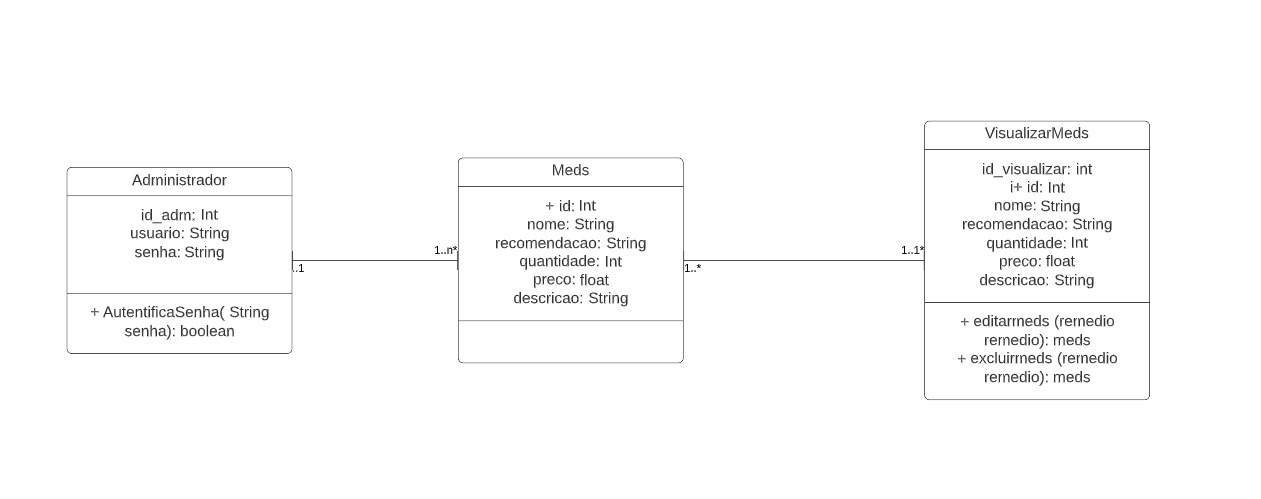 Administrador
id_adm: Int
usuario: String
senha: String
+ AutentificaSenha( String
senha): boolean
..1
1..n*
Meds
+ id: Int
nome: String
recomendacao: String
quantidade: Int
preco: float
descricao: String
1..*
1..1*
VisualizarMeds
id_visualizar: int
i+ id: Int
nome: String
recomendacao: String
quantidade: Int
preco: float
descricao: String
+ editarmeds (remedio
remedio): meds
+ excluirmeds (remedio
remedio): meds